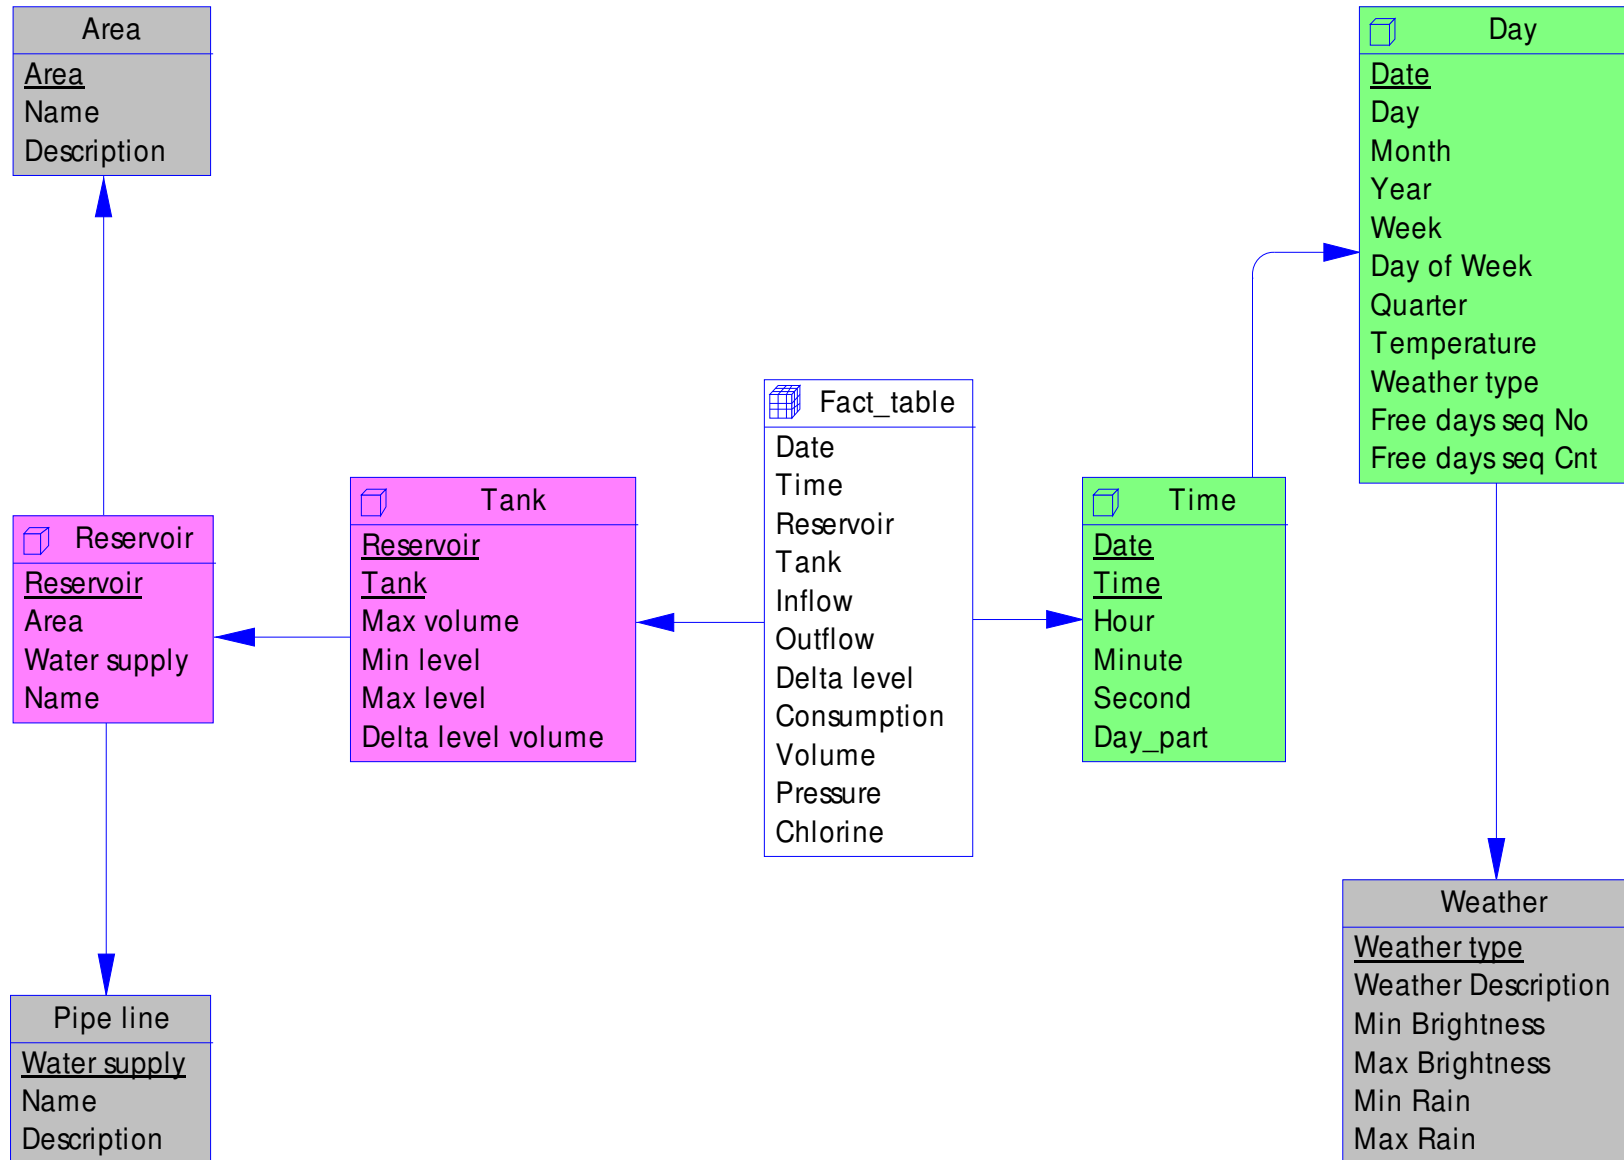 Area
Area
Name
Description
Reservoir
Reservoir
Area
Water supply
Name
Pipe line
Water supply
Name
Description
Tank
Reservoir
Tank
Max volume
Min level
Max level
Delta level volume
Fact_table
Date
Time
Reservoir
Tank
Inflow
Outflow
Delta level
Consumption
Volume
Pressure
Chlorine
Time
Date
Time
Hour
Minute
Second
Day_part
Day
Date
Day
Month
Year
Week
Day of Week
Quarter
Temperature
Weather type
Free days seq No
Free days seq Cnt
Weather
Weather type
Weather Description
Min Brightness
Max Brightness
Min Rain
Max Rain